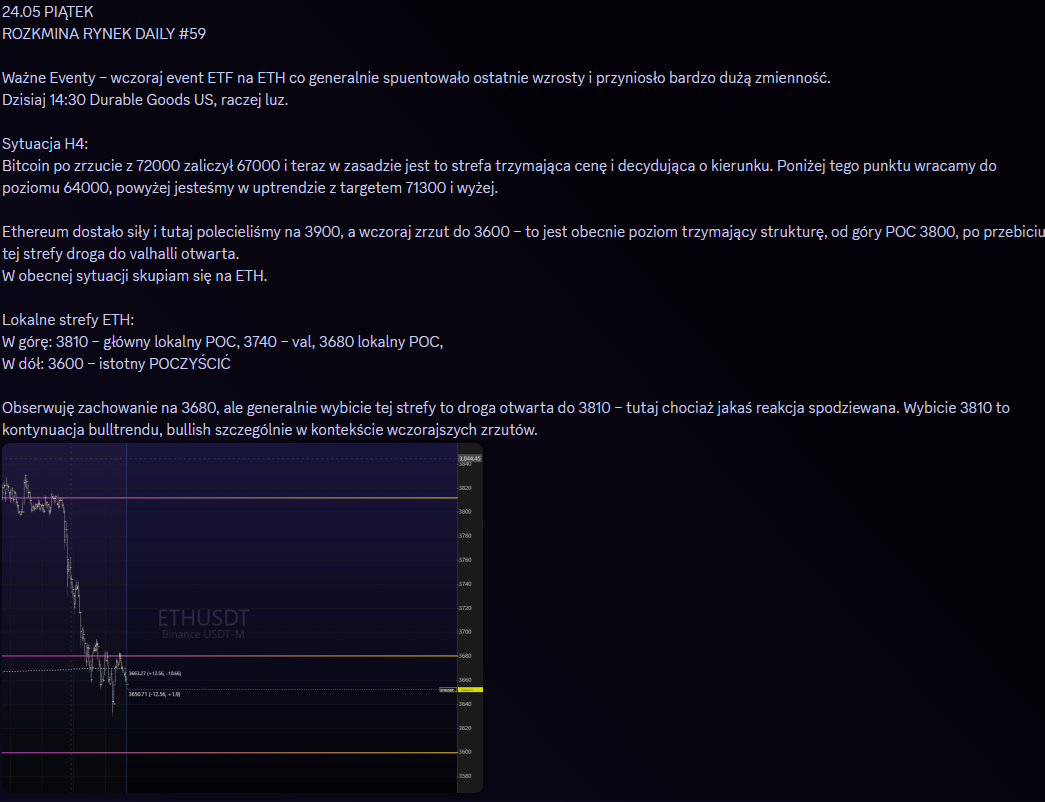 24.05 PIĄTEK
ROZKMINA RYNEK DAILY #59
Ważne Eventy – wczoraj event ETF na ETH co generalnie spuentowało ostatnie wzrosty i przyniosło bardzo dużą zmienność.
Dzisiaj 14:30 Durable Goods US, raczej luz.
Sytuacja H4:
Bitcoin po zrzucie z 72000 zaliczył 67000 i teraz w zasadzie jest to strefa trzymająca cenę i decydująca o kierunku. Poniżej tego punktu wracamy do
poziomu 64000, powyżej jesteśmy w uptrendzie z targetem 71300 i wyżej.
Ethereum dostało siły i tutaj polecieliśmy na 3900, a wczoraj zrzut do 3600 – to jest obecnie poziom trzymający strukturę, od góry POC 3800, po przebiciu
tej strefy droga do valhalli otwarta.
W obecnej sytuacji skupiam się na ETH.
Lokalne strefy ETH:
W górę: 3810 – główny lokalny POC, 3740 – val, 3680 lokalny POC,
W dół: 3600 – istotny POCZYŚCIĆ
Obserwuję zachowanie na 3680, ale generalnie wybicie tej strefy to droga otwarta do 3810 – tutaj chociaż jakaś reakcja spodziewana. Wybicie 3810 to
kontynuacja bulltrendu, bullish szczególnie w kontekście wczorajszych zrzutów.
3,844.45
3840
3820
3800
3780
3760
3740
3720
ETHUSDT
Binance USDT-M
3700
3680
3663.27 (+12.56, -10.66)
3660
3650.71 (-12.56, +1.9)
3640
3620
3600
3580